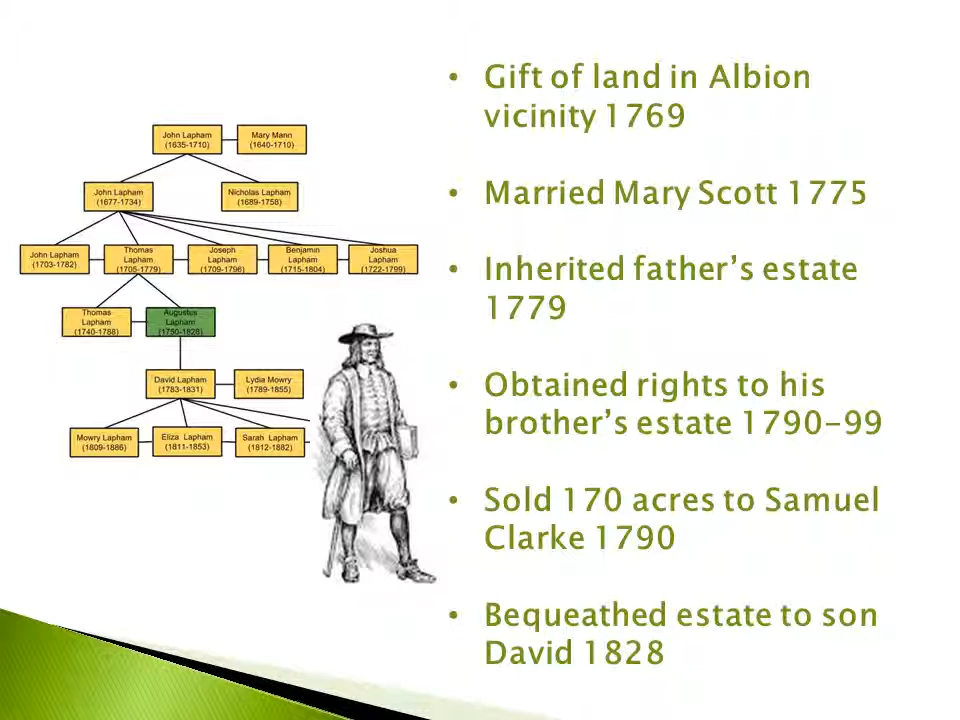 John Lapham
(1635-1710)
Mary Mann
(1640-1710)
John Lapham
(1677-1734)
Nicholas Lapham
(1689-1758)
John Lapham
(1703-1782)
Thomas
Lapham
(1705-1779)
Joseph
Lapham
(1709-1796)
Benjamin
Lapham
(1715-1804)
Joshua
Lapham
(1722-1799)
Thomas
Lapham
(1740-1788)
Augustus
Lapham
(1750-1828)
David Lapham
(1783-1831)
Lydia Mowry
(1789-1855)
Mowry Lapham
(1809-1886)
Eliza Lapham
(1811-1853)
Sarah Lapham
(1812-1882)
• Gift of land in Albion
vicinity 1769
• Married Mary Scott 1775
• Inherited father's estate
1779
• Obtained rights to his
brother's estate 1790-99
• Sold 170 acres to Samuel
Clarke 1790
• Bequeathed estate to son
David 1828